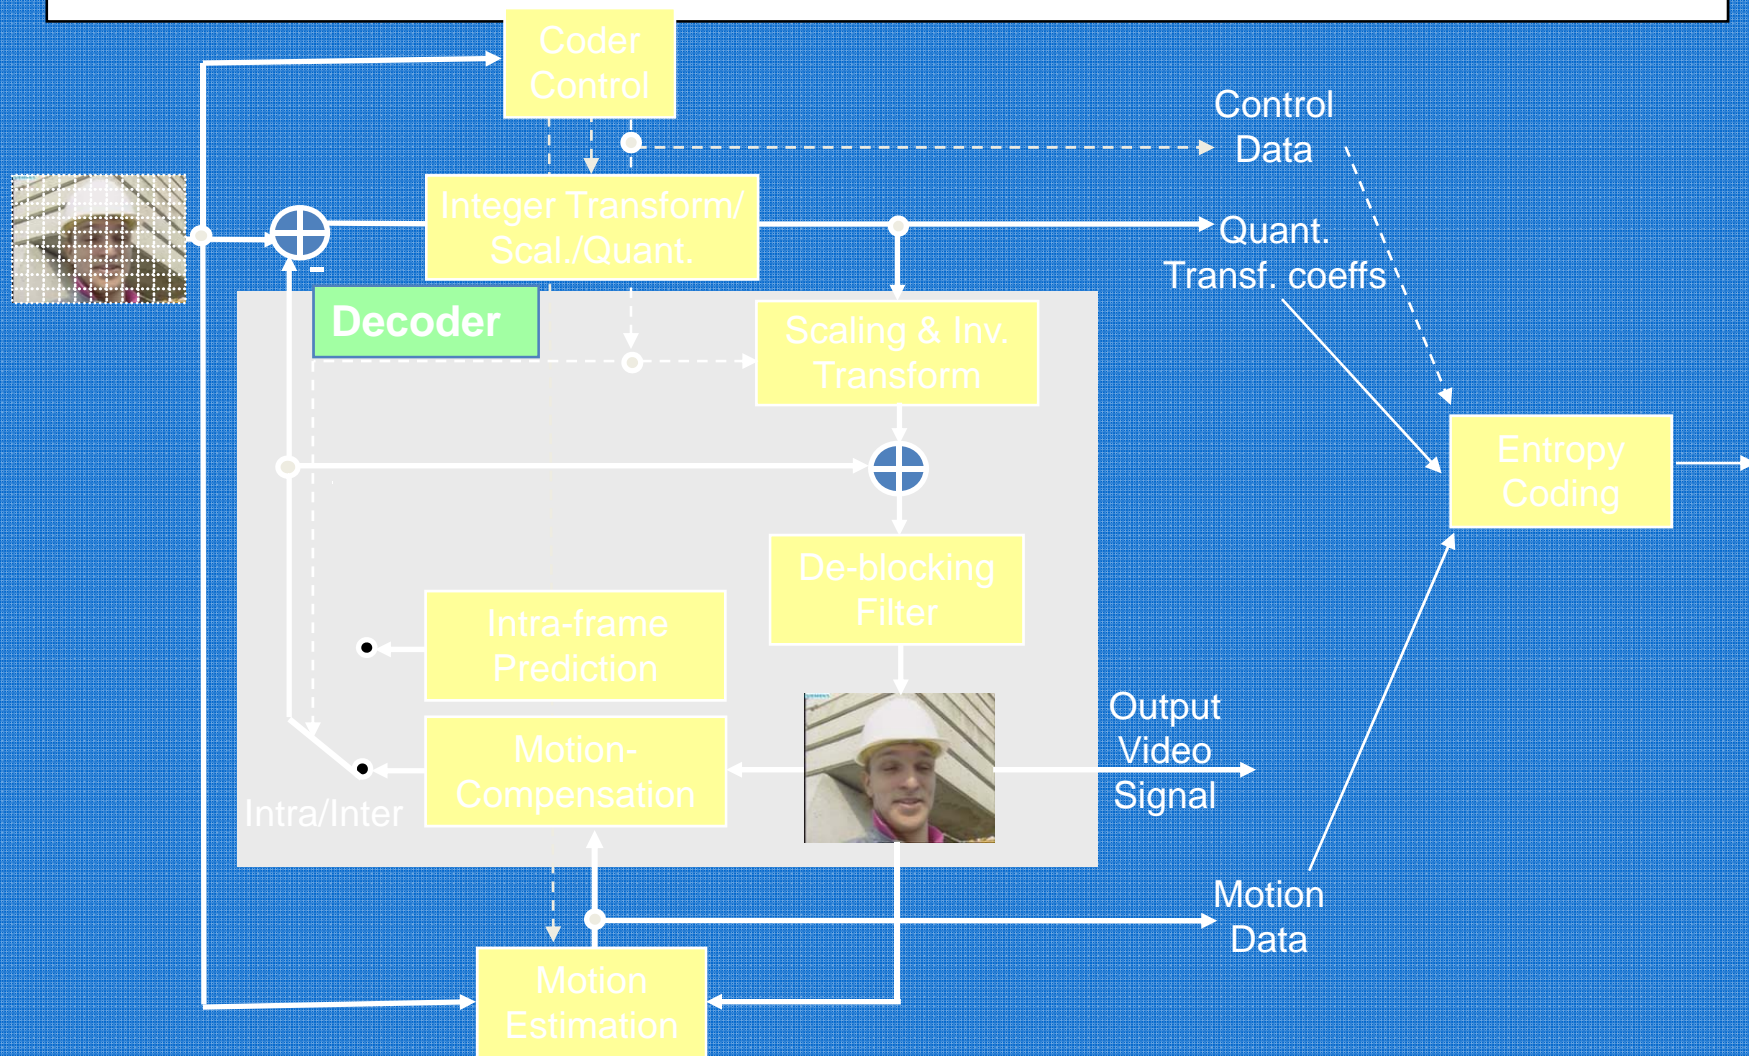 Coder
Control
Control
Data
Integer Transform/
Scal./Quant.
Quant.
Transf. coeffs
-
Decoder
Scaling & Inv.
Transform
Entropy
Coding
De-blocking
Filter
Intra-frame
Prediction
Motion-
Compensation
Intra/Inter
Output
Video
Signal
Motion
Data
Motion
Estimation